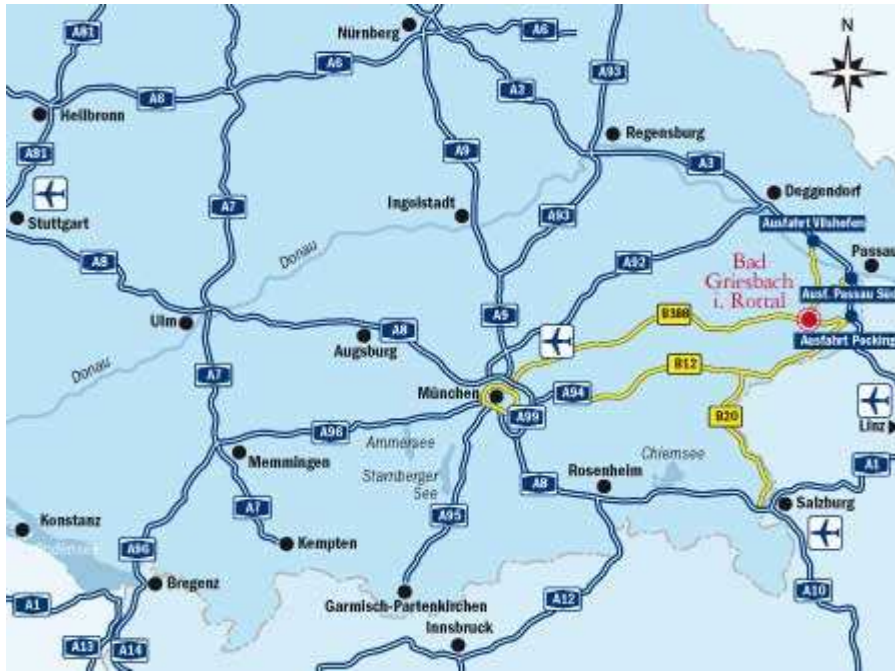 A81
Nürnberg
A6
N
A6
A93
A6
A3
Heilbronn
Regensburg
A81
A9
A3
Deggendorf
Stuttgart
A7
Ingolstadt
A93
Ausfahrt Vilshofen
Donau
Passau
A8
A92
Bad
Griesbach
i. Rottal
Ausf. Passau Süd
Ulm
A8
A9
B388
Augsburg
Ausfahrt Pocking
Donau
A7
B12
München
A94
A99
B20
Linz
A96
Ammersee
Memmingen
Starnberger
See
Chiemsee
Rosenheim
A1
A8
Salzburg
A7
A95
Konstanz
Bodensee
A96
Kempten
Bregenz
A10
A1
Garmisch-Partenkirchen
A12
Innsbruck
A13
A14